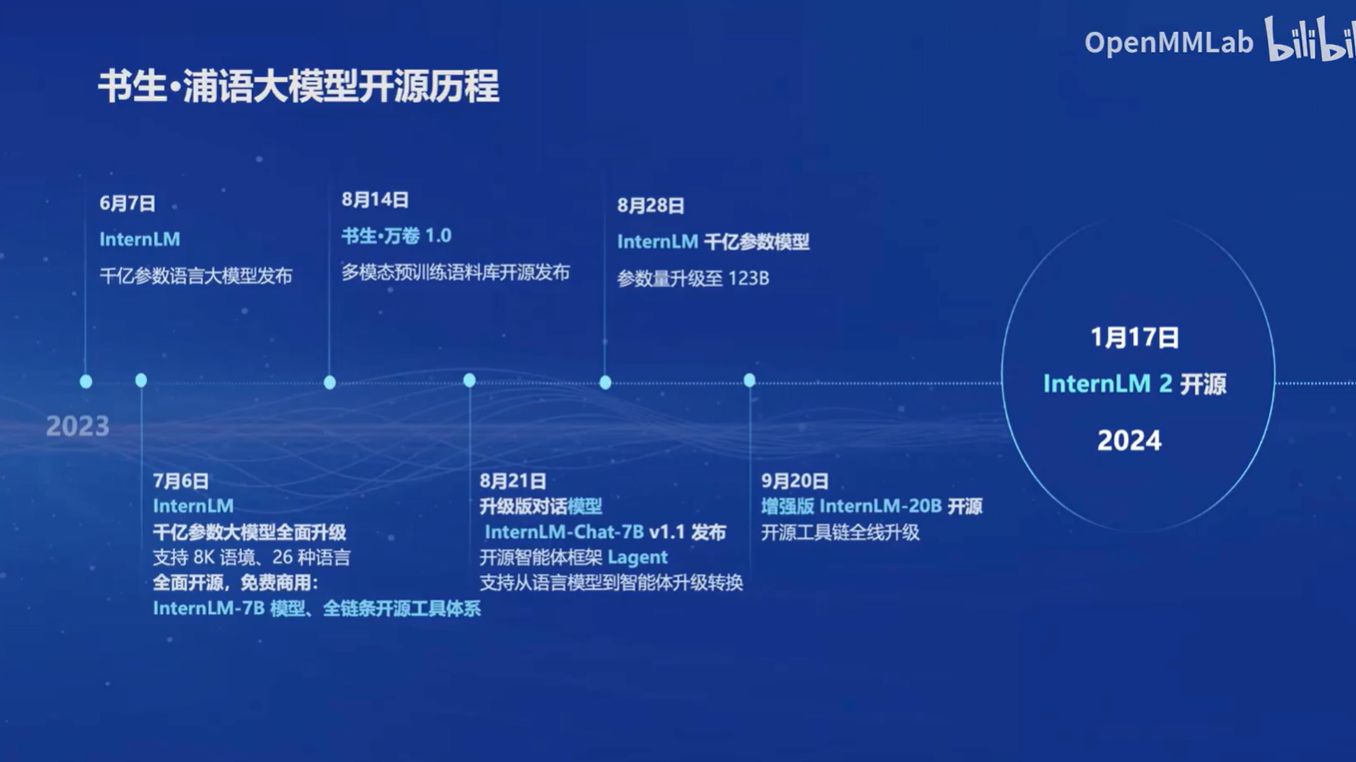 OpenMMLab bilibil
书生·浦语大模型开源历程
6月7日
InternLM
千亿参数语言大模型发布
8月14日
书生·万卷 1.0
多模态预训练语料库开源发布
8月28日
InternLM 千亿参数模型
参数量升级至 123B
2023
7月6日
InternLM
千亿参数大模型全面升级
支持 8K 语境、26 种语言
全面开源，免费商用：
InternLM-7B 模型、全链条开源工具体系
8月21日
升级版对话模型
InternLM-Chat-7B v1.1 发布
开源智能体框架 Lagent
支持从语言模型到智能体升级转换
9月20日
增强版 InternLM-20B 开源
开源工具链全线升级
1月17日
InternLM 2 开源
2024